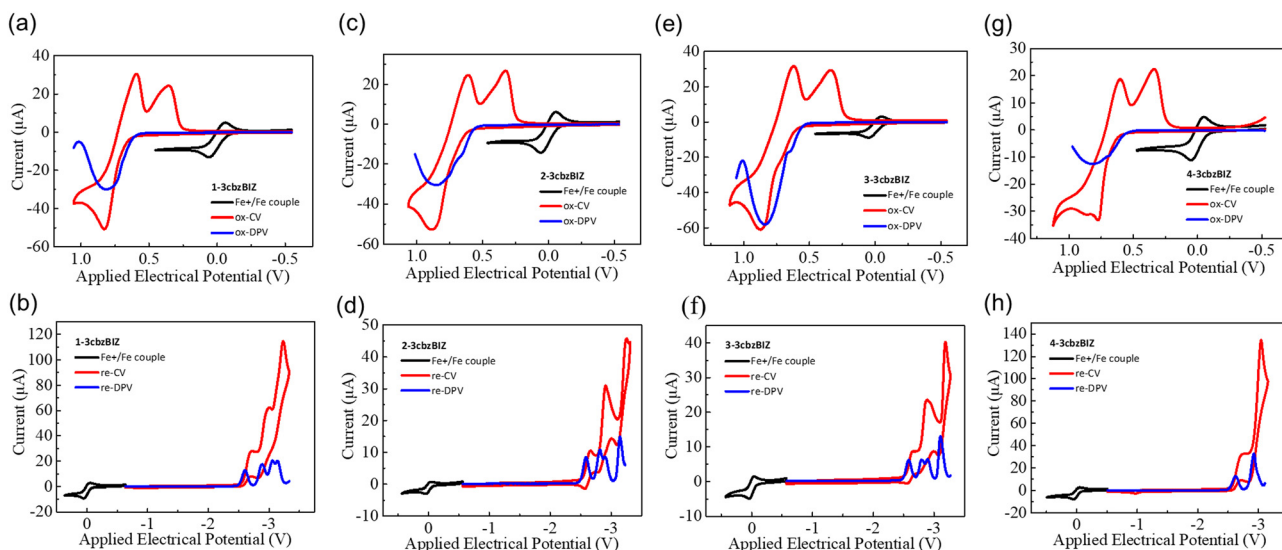 (a)
40
20
0
-20
-40
-60
Current (μA)
1-3cbzBIZ
Fe+/Fe couple
ox-CV
ox-DPV
1.0
0.5
0.0
-0.5
Applied Electrical Potential (V)
(c)
20
0
-20
-40
-60
Current (μA)
2-3cbzBIZ
Fe+/Fe couple
ox-CV
ox-DPV
1.0
0.5
0.0
-0.5
Applied Electrical Potential (V)
(e)
40
20
0
-20
-40
-60
Current (μA)
3-3cbzBIZ
Fe+/Fe couple
ox-CV
ox-DPV
1.0
0.5
0.0
-0.5
Applied Electrical Potential (V)
(g)
30
20
10
0
-10
-20
-30
-40
Current (μA)
4-3cbzBIZ
Fe+/Fe couple
ox-CV
ox-DPV
1.0
0.5
0.0
-0.5
Applied Electrical Potential (V)
(b)
120
100
80
60
40
20
0
-20
Current (μA)
1-3cbzBIZ
Fe+/Fe couple
re-CV
re-DPV
0
-1
-2
-3
Applied Electrical Potential (V)
(d)
50
40
30
20
10
0
-10
Current (μA)
2-3cbzBIZ
Fe+/Fe couple
re-CV
re-DPV
0
-1
-2
-3
Applied Electrical Potential (V)
(f)
40
30
20
10
0
-10
Current (μA)
3-3cbzBIZ
Fe+/Fe couple
re-CV
re-DPV
0
-1
-2
-3
Applied Electrical Potential (V)
(h)
140
120
100
80
60
40
20
0
-20
Current (μA)
4-3cbzBIZ
Fe+/Fe couple
re-CV
re-DPV
0
-1
-2
-3
Applied Electrical Potential (V)